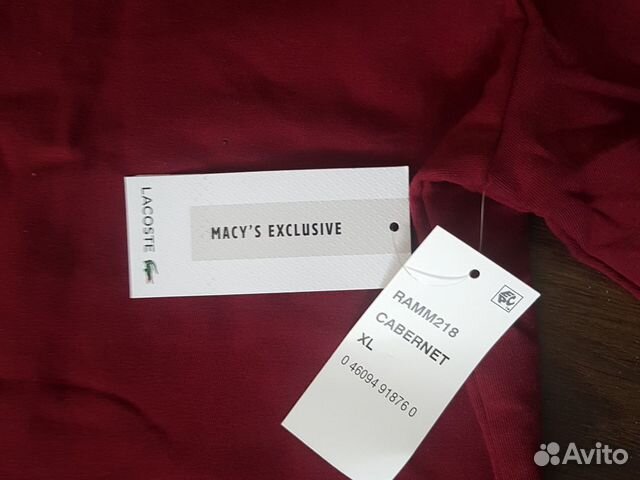 LACOSTE
MACY'S EXCLUSIVE
RAMM218
CABERNET
XL
0 46094 91876 0
Avito